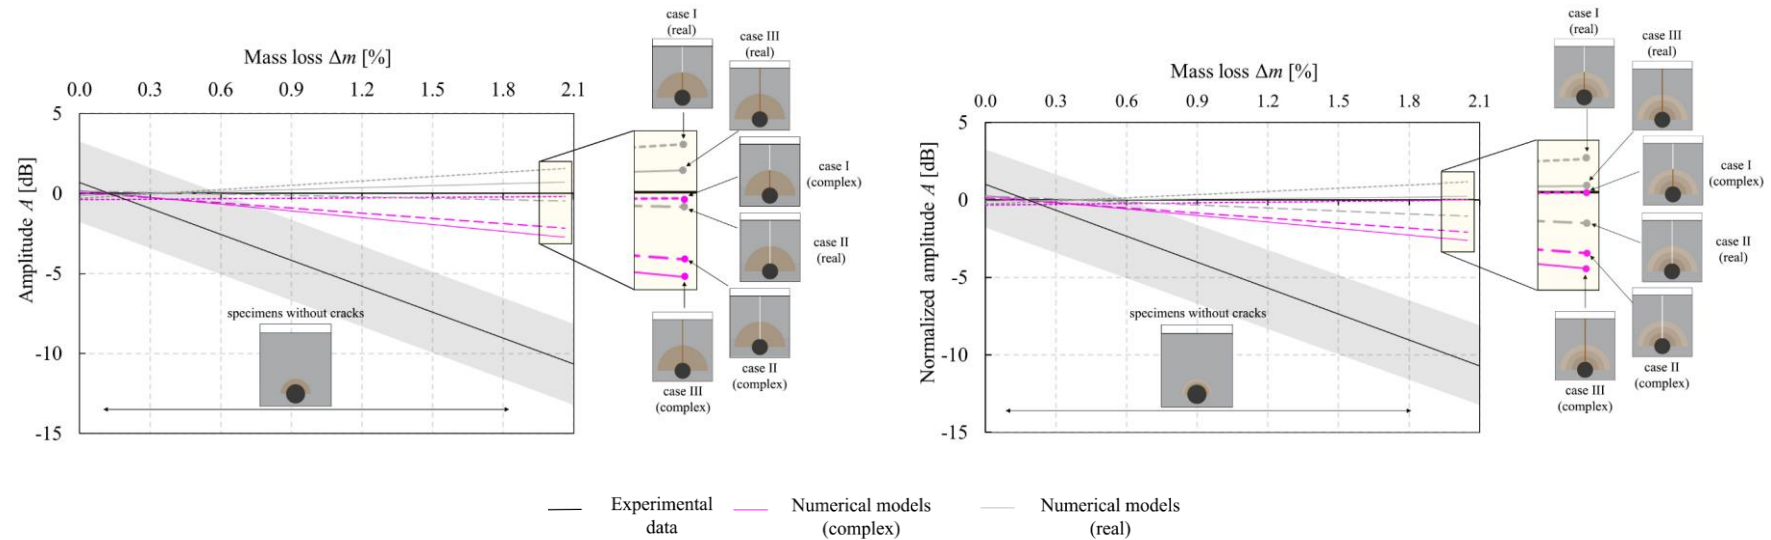 case I
(real)
case III
(real)
Mass loss Δm [%]
0.0 0.3 0.6 0.9 1.2 1.5 1.8 2.1
5
0
-5
-10
-15
Amplitude A [dB]
case I
(complex)
case II
(real)
specimens without cracks
case II
(complex)
case III
(complex)
case I
(real)
case III
(real)
Mass loss Δm [%]
0.0 0.3 0.6 0.9 1.2 1.5 1.8 2.1
5
0
-5
-10
-15
Normalized amplitude A [dB]
case I
(complex)
case II
(real)
specimens without cracks
case II
(complex)
case III
(complex)
Experimental
data
Numerical models
(complex)
Numerical models
(real)